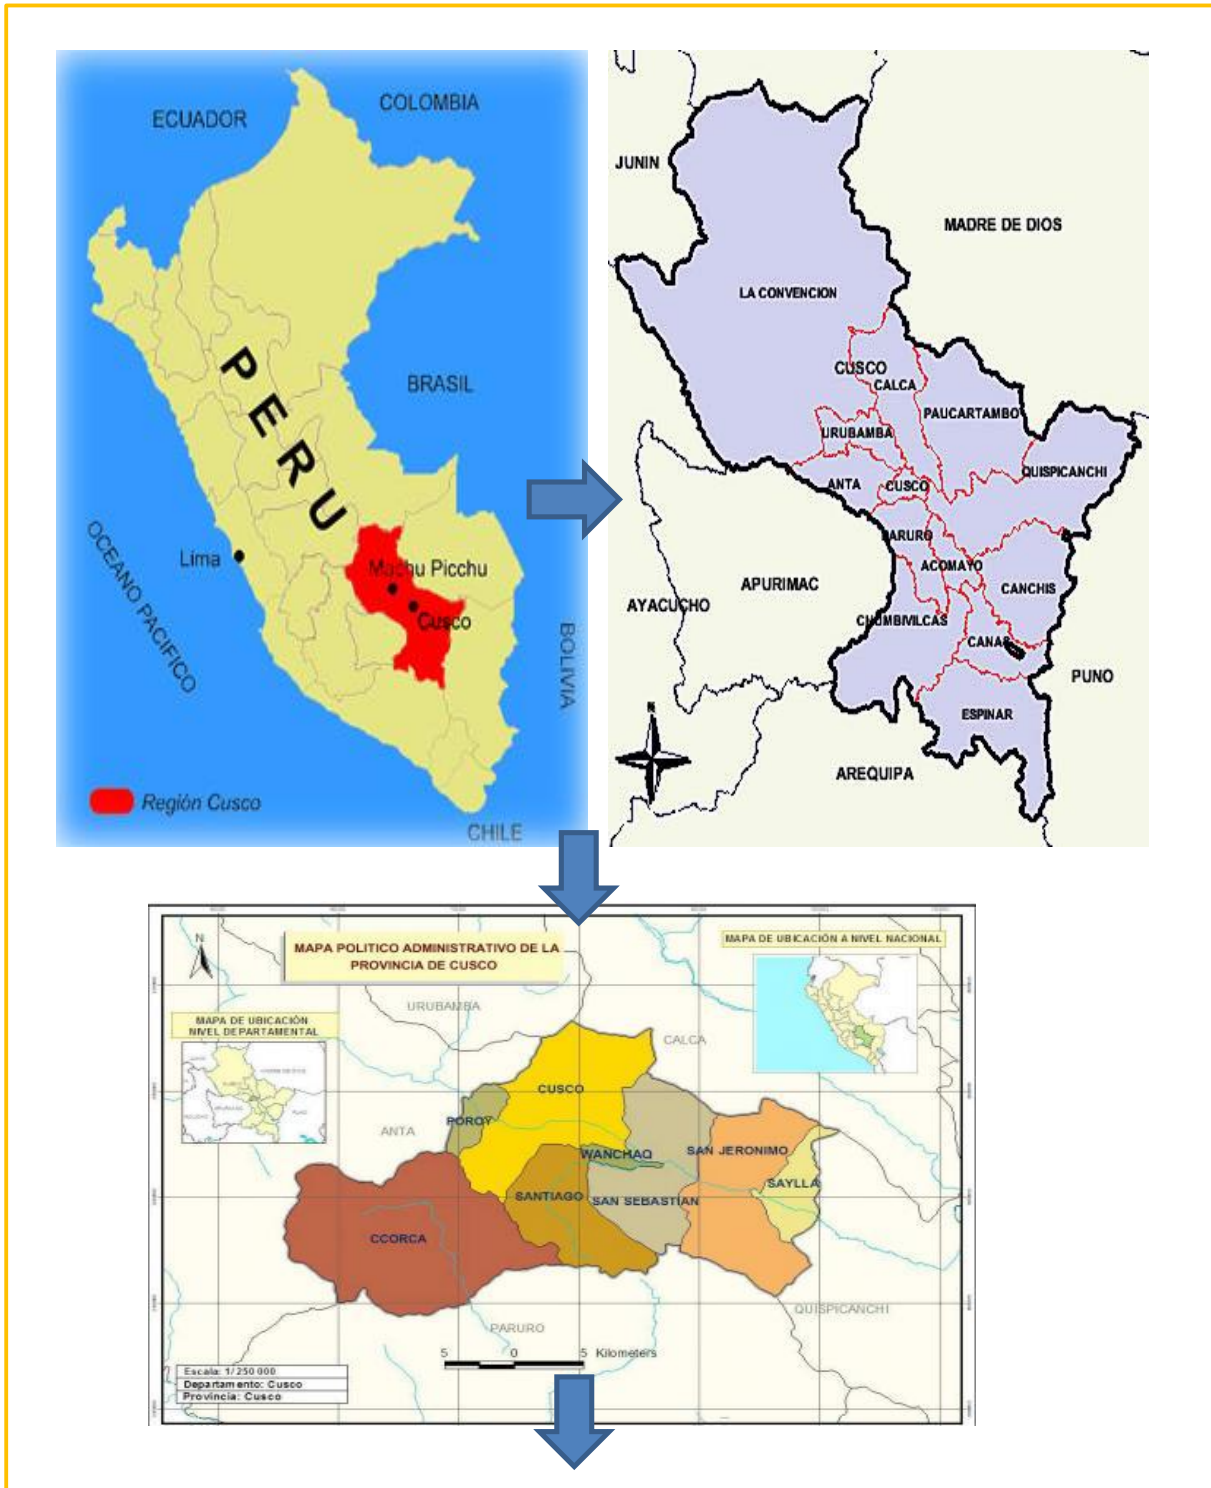 ECUADOR
COLOMBIA
BRASIL
PERU
Lima
Machu Picchu
Cusco
OCEANO PACIFICO
BOLIVIA
CHILE
Región Cusco
JUNIN
MADRE DE DIOS
LA CONVENCION
CUSCO
CALCA
PAUCARTAMBO
URUBAMBA
QUISPICANCHI
ANTA
CUSCO
PARURO
ACOMAYO
CANCHIS
APURIMAC
AYACUCHO
CHUMBIVILCAS
CANAS
PUNO
ESPINAR
AREQUIPA
N
N
MAPA POLITICO ADMINISTRATIVO DE LA
PROVINCIA DE CUSCO
MAPA DE UBICACIÓN A NIVEL NACIONAL
MAPA DE UBICACIÓN
NIVEL DEPARTAMENTAL
URUBAMBA
CALCA
CUSCO
POROY
ANTA
WANCHAQ
SAN JERONIMO
SANTIAGO
SAN SEBASTIAN
SAYLLA
CCORCA
QUISPICANCHI
PARURO
5 0 5 Kilometers
Escala: 1/250 000
Departamento: Cusco
Provincia: Cusco